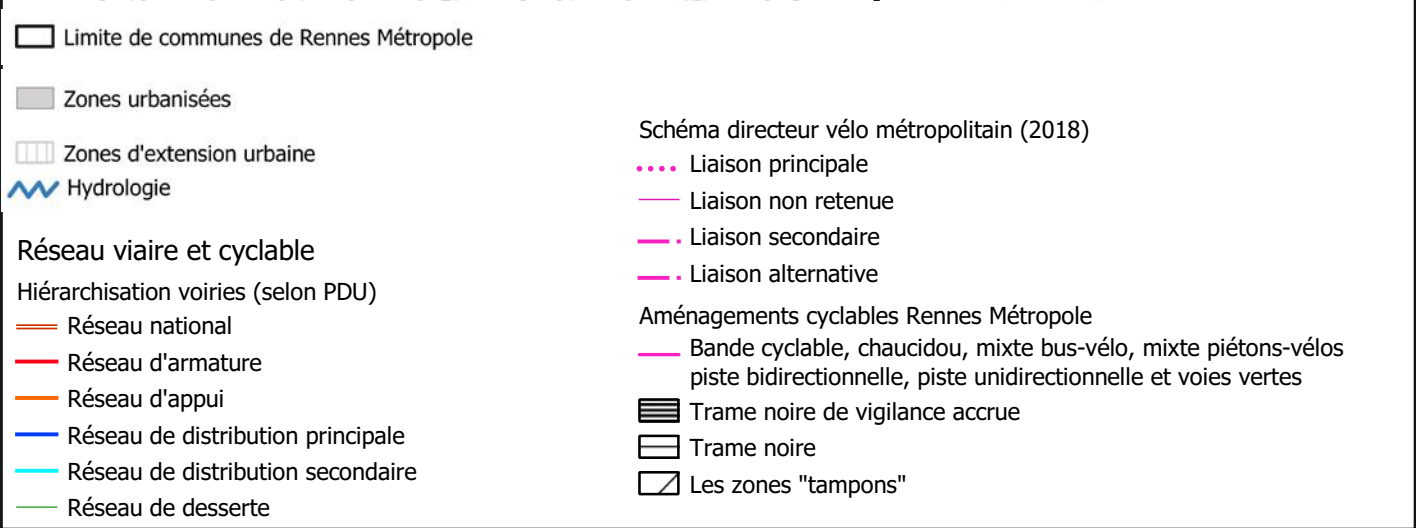 Limite de communes de Rennes Métropole
Zones urbanisées
Zones d'extension urbaine
Hydrologie
Réseau viaire et cyclable
Hiérarchisation voiries (selon PDU)
Réseau national
Réseau d'armature
Réseau d'appui
Réseau de distribution principale
Réseau de distribution secondaire
Réseau de desserte
Schéma directeur vélo métropolitain (2018)
Liaison principale
Liaison non retenue
Liaison secondaire
Liaison alternative
Aménagements cyclables Rennes Métropole
Bande cyclable, chaucidou, mixte bus-vélo, mixte piétons-vélos
piste bidirectionnelle, piste unidirectionnelle et voies vertes
Trame noire de vigilance accrue
Trame noire
Les zones "tampons"